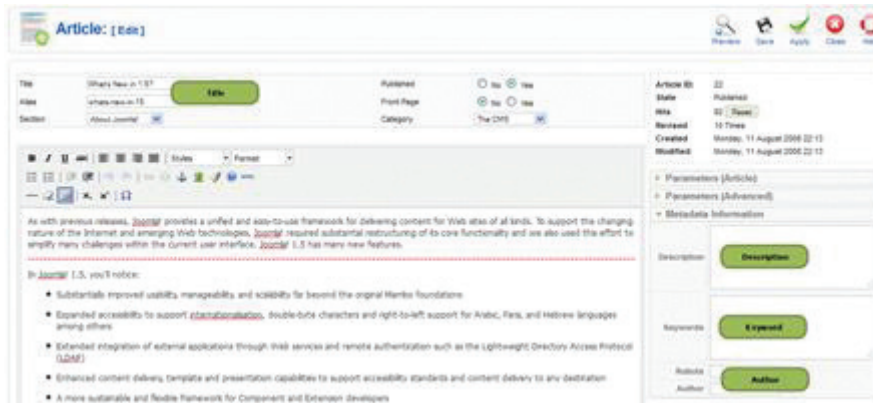 Article: [Edit]
Preview Save Apply Close
Title What's New in 1.5? Title Published No Yes
Alias whats-new-in-15 Front Page No Yes
Section About Joomla! Category The CMS
Article ID: 22
State Published
Hits 92 Reset
Revised 10 Times
Created Monday, 11 August 2008 22:13
Modified Monday, 11 August 2008 22:13
B I U ABC Styles Format
Parameters (Article)
Parameters (Advanced)
Metadata Information
As with previous releases, Joomla! provides a unified and easy-to-use framework for delivering content for Web sites of all kinds. To support the changing
nature of the Internet and emerging Web technologies, Joomla! required substantial restructuring of its core functionality and we also used this effort to
simplify many challenges within the current user interface. Joomla! 1.5 has many new features.
In Joomla! 1.5, you'll notice:
Substantially improved usability, manageability, and scalability far beyond the original Mambo foundations
Expanded accessibility to support internationalisation, double-byte characters and right-to-left support for Arabic, Farsi, and Hebrew languages
among others
Extended integration of external applications through Web services and remote authentication such as the Lightweight Directory Access Protocol
(LDAP)
Enhanced content delivery, template and presentation capabilities to support accessibility standards and content delivery to any destination
A more sustainable and flexible framework for Component and Extension developers
Description Description
Keywords Keyword
Robots
Author Author